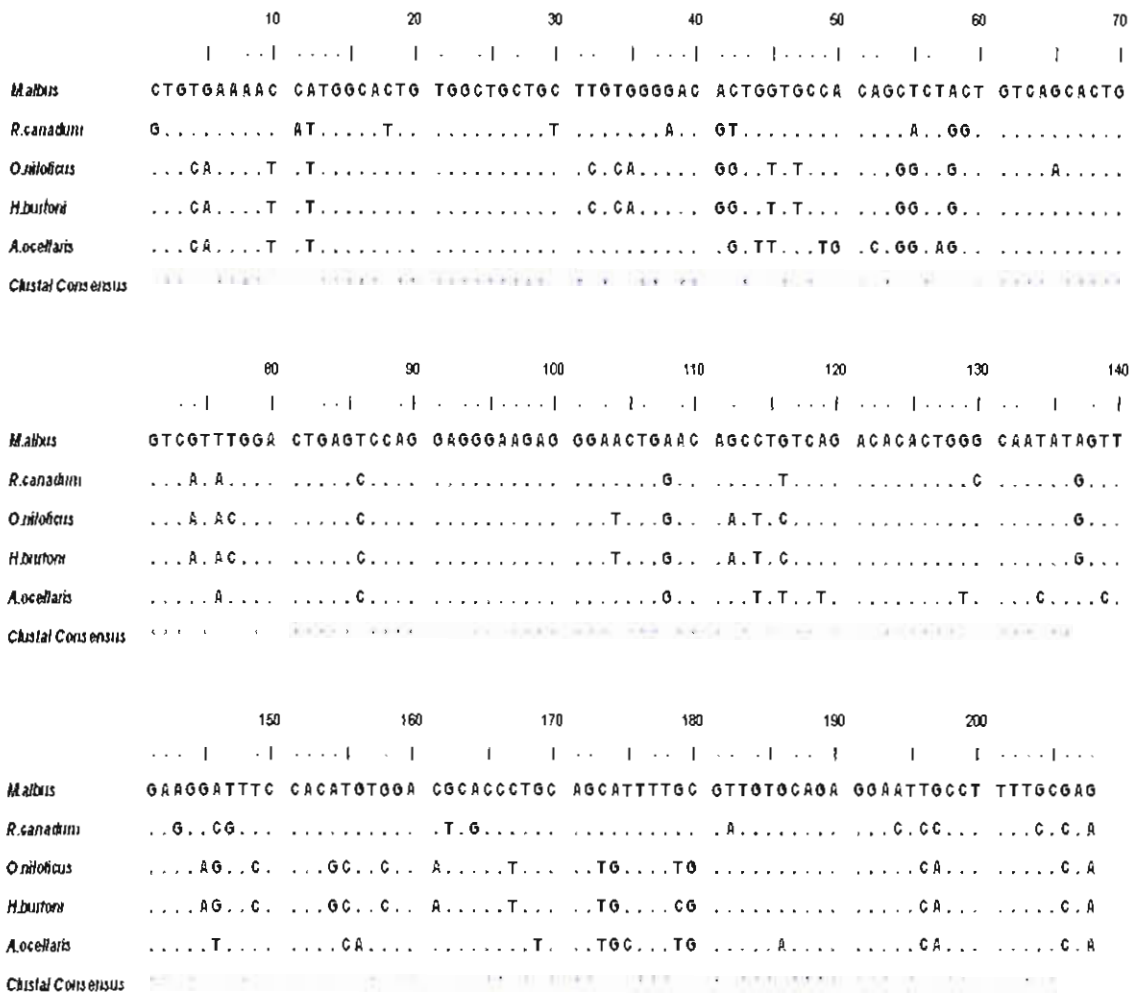 10 20 30 40 50 60 70
M.albus CTGTGAAAAC CATGGCACTG TGGCTGCTGC TTGTGGGGAC ACTGGTGCCA CAGCTCTACT GTCAGCACTG
R.canadum G......... AT.....T.. .........T .......A.. GT........ ....A..GG. ..........
O.niloticus ...CA....T .T........ .......... .C.CA..... GG..T.T... ...GG..G.. .....A....
H.burtoni ...CA....T .T........ .......... .C.CA..... GG..T.T... ...GG..G.. ..........
A.ocellaris ...CA....T .T........ .......... .......... .G.TT...TG .C.GG..AG. ..........
Clustal Consensus
80 90 100 110 120 130 140
M.albus GTCGTTTGGA CTGAGTCCAG GAGGGAAGAG GGAACTGAAC AGCCTGTCAG ACACACTGGG CAATATAGTT
R.canadum ...A.A.... .....C.... .......... .......G.. .....T.... .........C ......G...
O.niloticus ...A.AC... .....C.... .......... ....T..G.. ..A.T.C... .......... ......G...
H.burtoni ...A.AC... .....C.... .......... ....T..G.. ..A.T.C... .......... ......G...
A.ocellaris .....A.... .....C.... .......... .......G.. ....T.T..T .........T ....C....C.
Clustal Consensus
150 160 170 180 190 200
M.albus GAAGGATTTC CACATGTGGA CGCACCCTGC AGCATTTTGC GTTGTGCAGA GGAATTGCCT TTTGCGAG
R.canadum ..G..CG... .......... .T.G...... .......... .A........ ...C.CC... ....C.C.A
O.niloticus ....AG..C. ...GC..C.. A.....T... ..TG....TG .......... .....CA... .....C.A
H.burtoni ....AG..C. ...GC..C.. A.....T... ..TG....CG .......... .....CA... .....C.A
A.ocellaris .....T.... ....CA.... ........T. ..TGC...TG .....A.... .....CA... .....C.A
Clustal Consensus